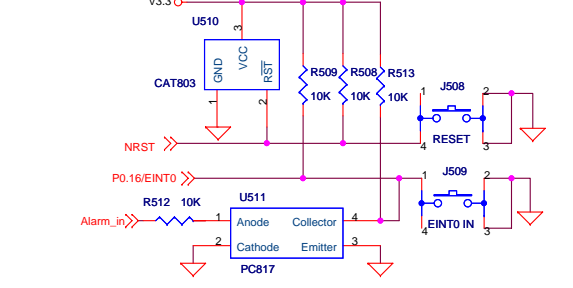 V3.3
U510
3
VCC
GND
RST
CAT803
1
2
R509
10K
R508
10K
R513
10K
J508
1
2
RESET
4
3
NRST
P0.16/EINT0
J509
1
2
EINT0 IN
4
3
R512 10K
U511
Alarm_in
1
Anode
Collector
4
2
Cathode
Emitter
3
PC817